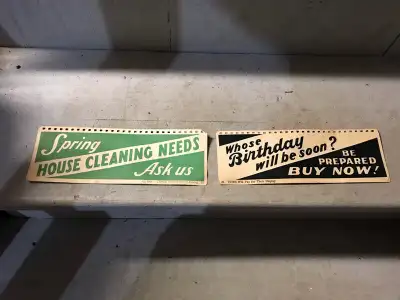 Spring
HOUSE CLEANING NEEDS
Ask us
Whose
Birthday
will be soon?
BE
PREPARED
BUY NOW!